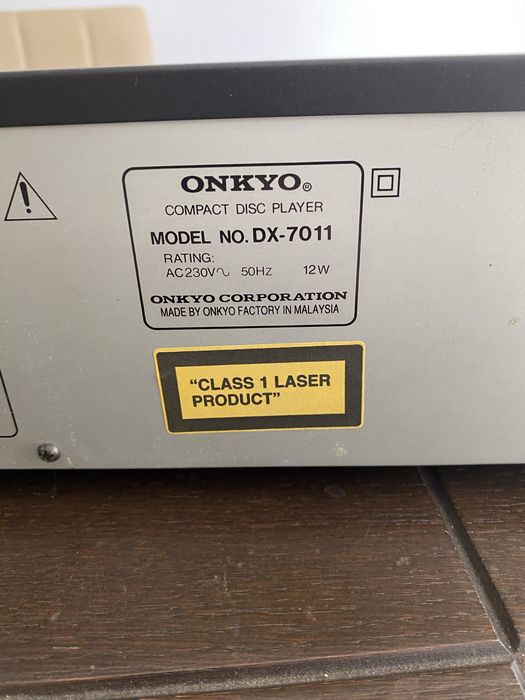 ONKYO®
COMPACT DISC PLAYER
MODEL NO. DX-7011
RATING:
AC230V∿ 50Hz 12W
ONKYO CORPORATION
MADE BY ONKYO FACTORY IN MALAYSIA
"CLASS 1 LASER
PRODUCT"